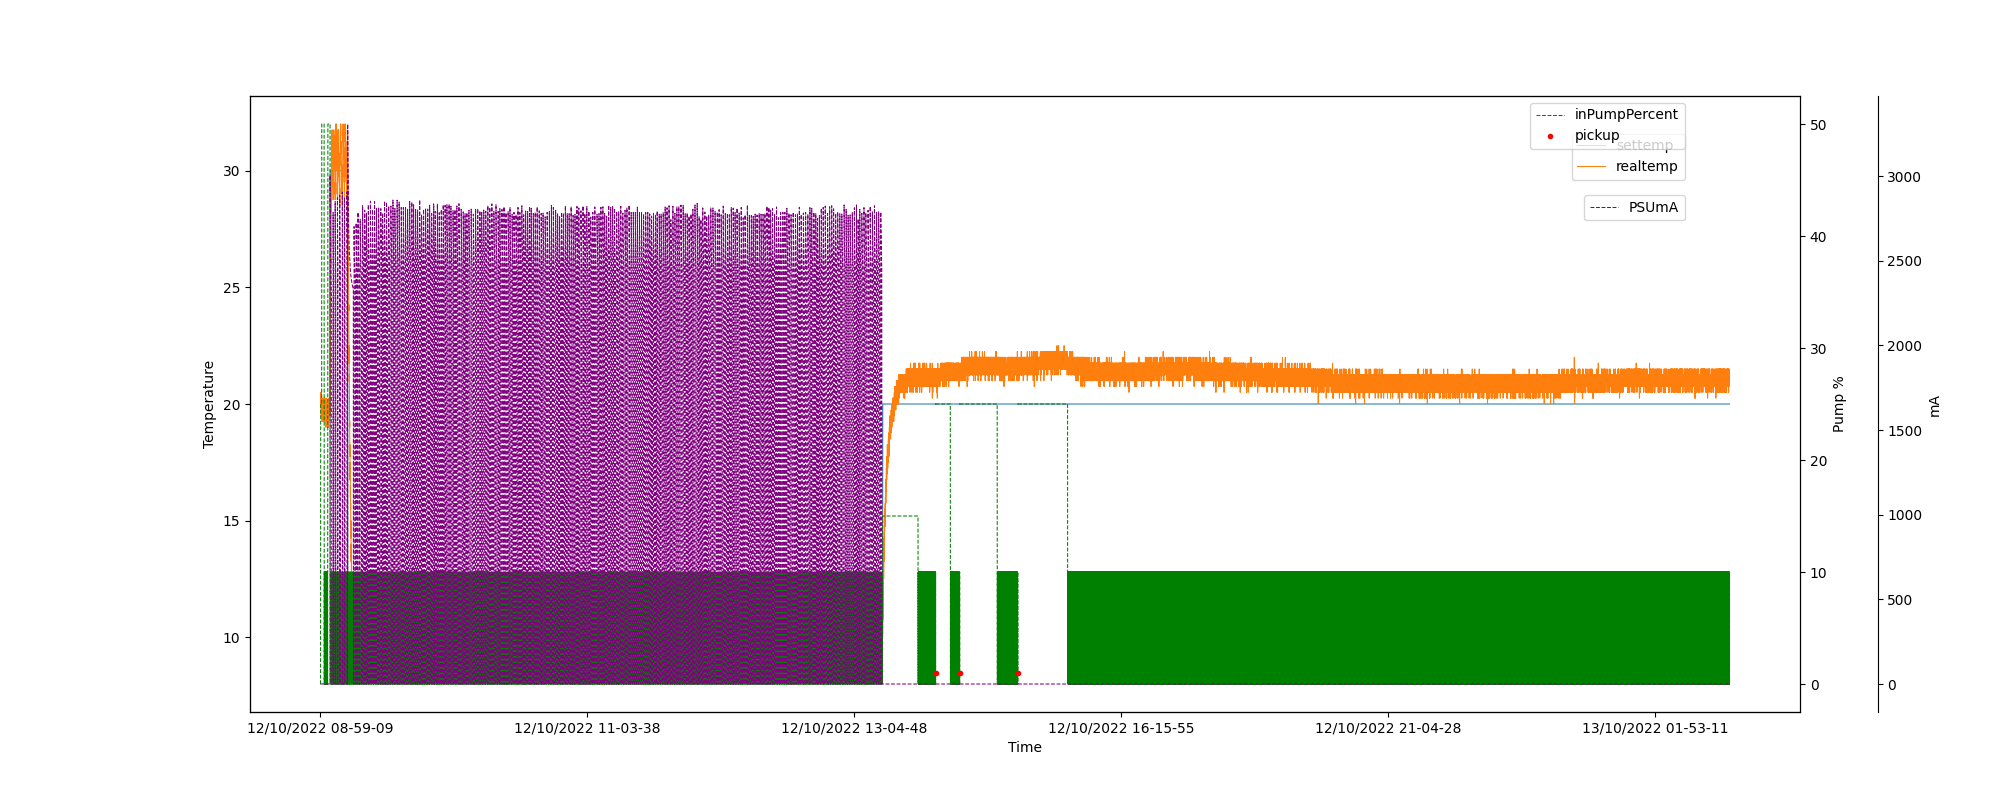 inPumpPercent
pickup
settemp
realtemp
PSUmA
30
25
20
15
10
Temperature
50
40
30
20
10
0
Pump %
3000
2500
2000
1500
1000
500
0
mA
12/10/2022 08-59-09
12/10/2022 11-03-38
12/10/2022 13-04-48
12/10/2022 16-15-55
12/10/2022 21-04-28
13/10/2022 01-53-11
Time